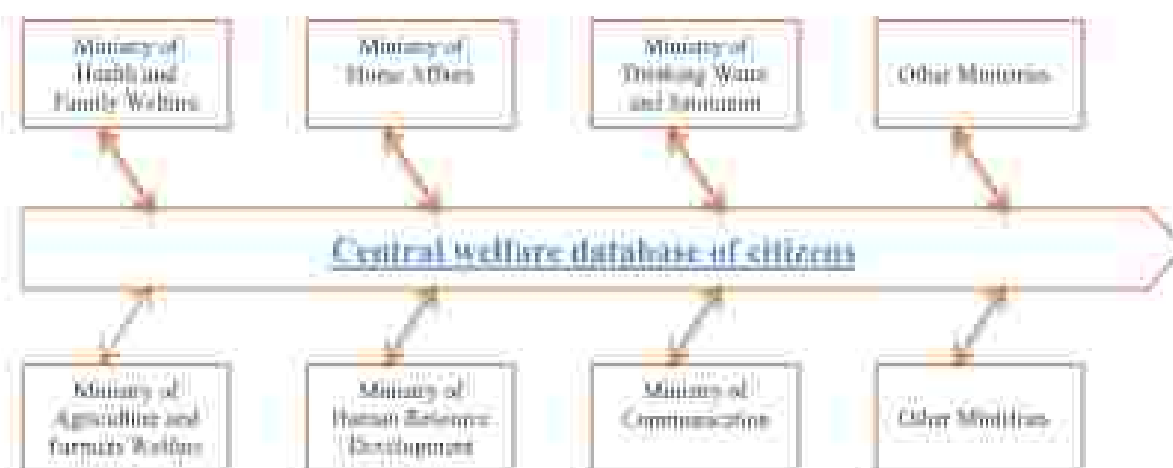 Ministry of
Health and
Family Welfare
Ministry of
Home Affairs
Ministry of
Drinking Water
and Sanitation
Other Ministries
Central welfare database of citizens
Ministry of
Agriculture and
Farmers Welfare
Ministry of
Human Resource
Development
Ministry of
Communication
Other Ministries